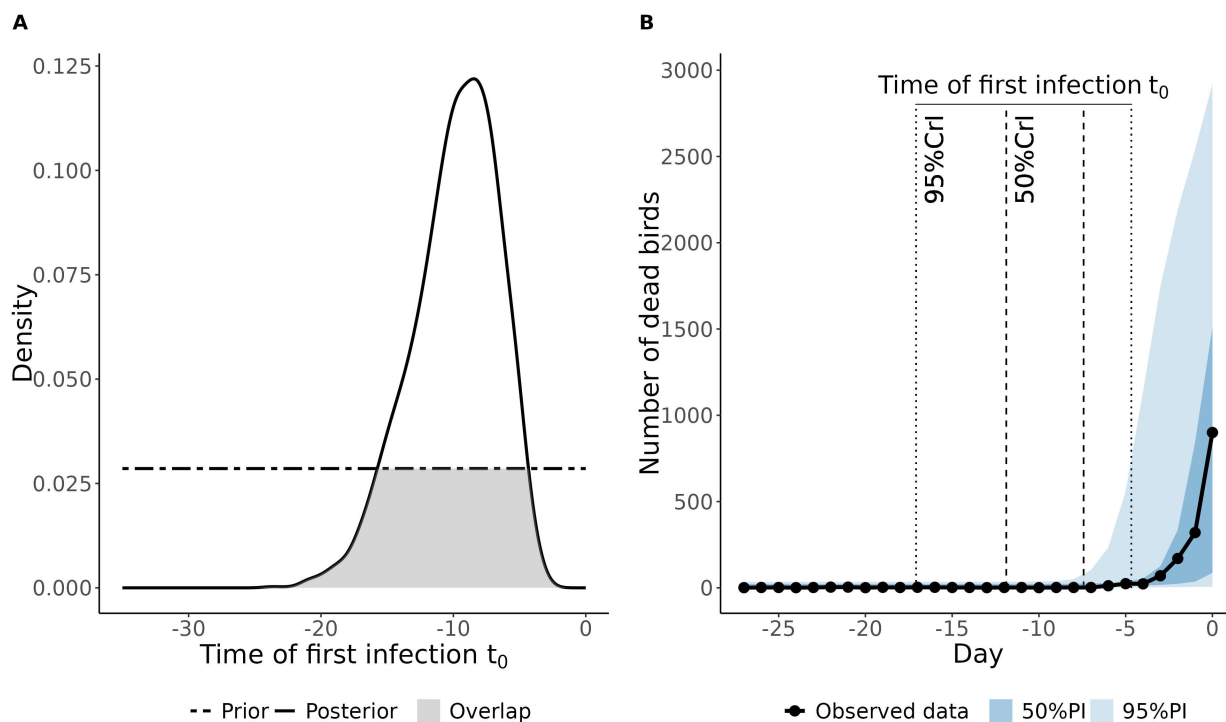 A
0.125
0.100
0.075
0.050
0.025
0.000
Density
-30
-20
-10
0
Time of first infection t₀
Prior
Posterior
Overlap
B
3000
2500
2000
1500
1000
500
0
Number of dead birds
Time of first infection t₀
95%CrI
50%CrI
-25
-20
-15
-10
-5
0
Day
Observed data
50%PI
95%PI